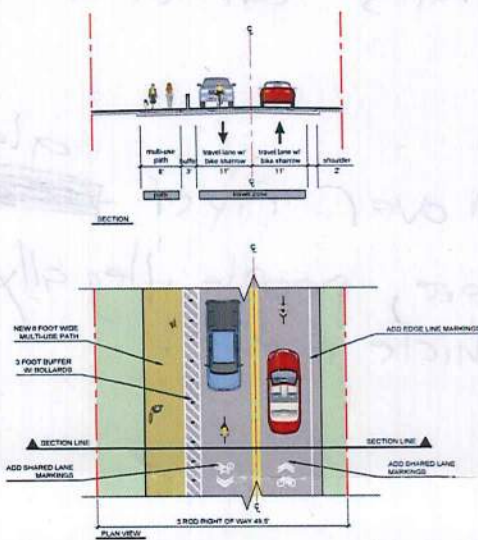 ℄
multi-use
path
8'
buffer
3'
travel lane w/
bike sharrow
11'
travel lane w/
bike sharrow
11'
shoulder
2'
path
travel zone
SECTION
℄
NEW 8 FOOT WIDE
MULTI-USE PATH
ADD EDGE LINE MARKINGS
3 FOOT BUFFER
W/ BOLLARDS
SECTION LINE
SECTION LINE
ADD SHARED LANE
MARKINGS
ADD SHARED LANE
MARKINGS
3 ROD RIGHT OF WAY 49.5'
PLAN VIEW
℄